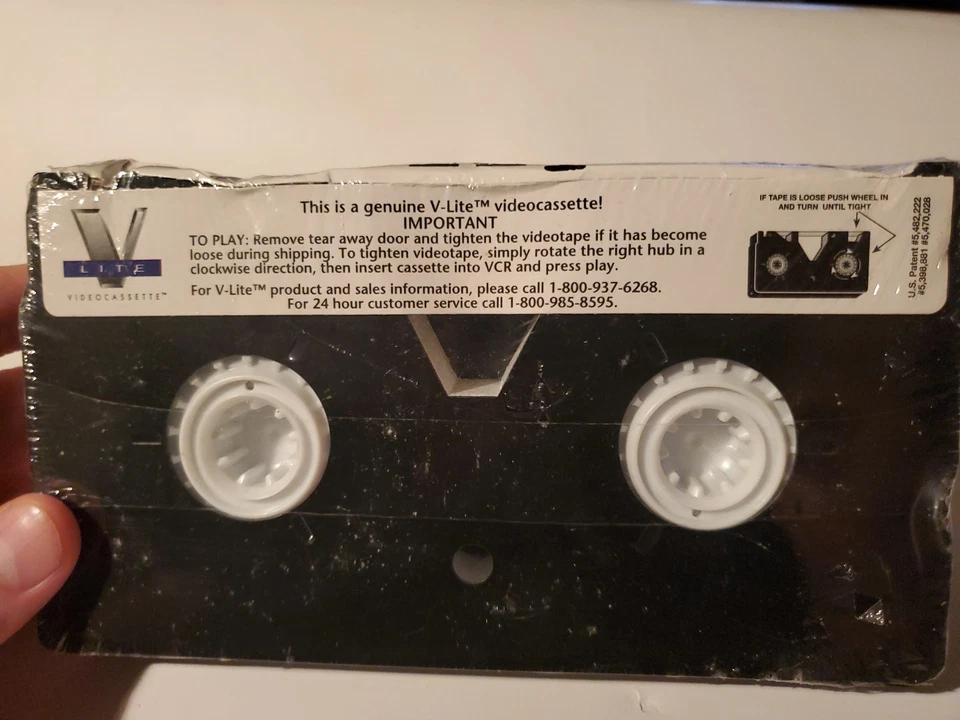 This is a genuine V-Lite™ videocassette!
IMPORTANT
TO PLAY: Remove tear away door and tighten the videotape if it has become
loose during shipping. To tighten videotape, simply rotate the right hub in a
clockwise direction, then insert cassette into VCR and press play.
For V-Lite™ product and sales information, please call 1-800-937-6268.
For 24 hour customer service call 1-800-985-8595.
V
LITE
VIDEOCASSETTE™
IF TAPE IS LOOSE PUSH WHEEL IN
AND TURN UNTIL TIGHT
U.S. Patent #5,482,222
#5,398,881 #5,470,028